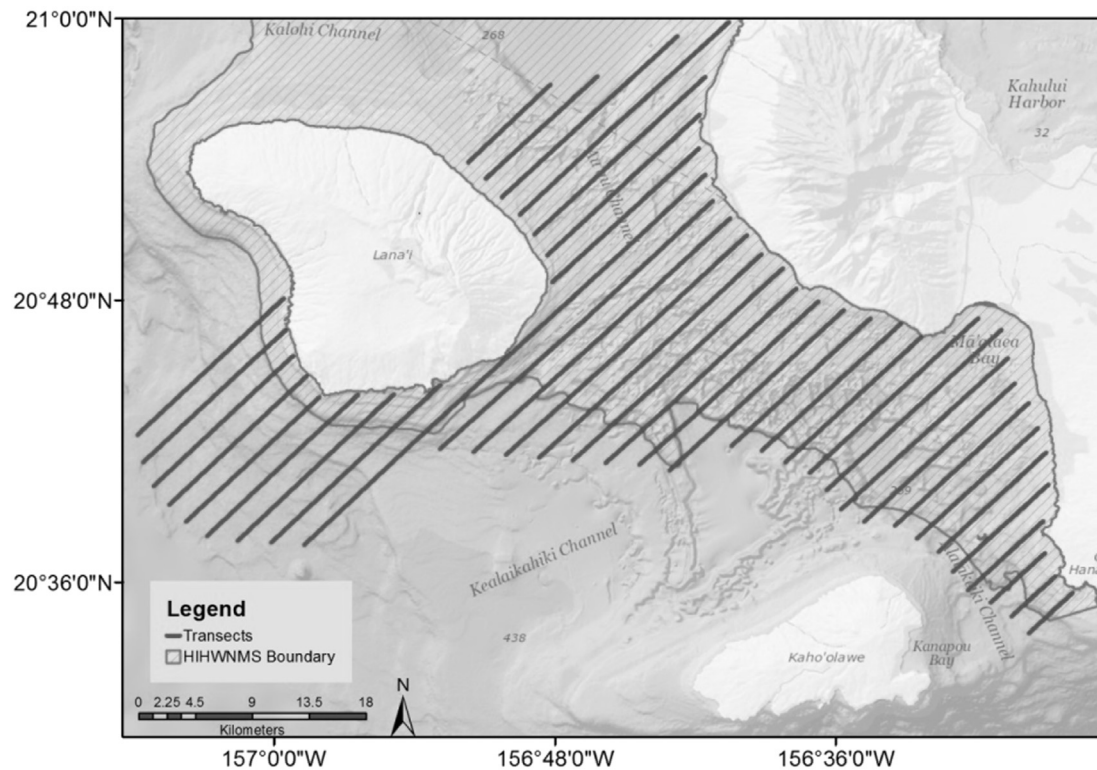 21°0'0"N
Kalohi Channel
268
Kahului
Harbor
32
Lana'i
20°48'0"N
Ma'alaea
Bay
Kealaikahiki Channel
20°36'0"N
Legend
Transects
HIHWNMS Boundary
438
Kaho'olawe
Kanapou
Bay
Channel
N
0 2.25 4.5 9 13.5 18
Kilometers
157°0'0"W
156°48'0"W
156°36'0"W